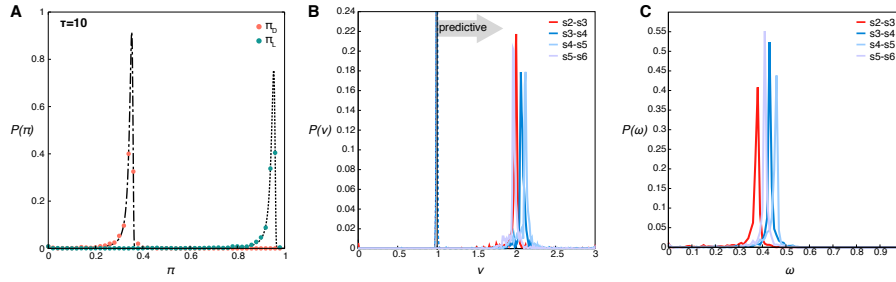 A
τ=10
π_D
π_L
1
0.8
0.6
0.4
0.2
0
P(π)
0
0.2
0.4
0.6
0.8
1
π
B
predictive
s2-s3
s3-s4
s4-s5
s5-s6
0.24
0.22
0.2
0.18
0.16
0.14
0.12
0.1
0.08
0.06
0.04
0.02
0
P(v)
0
0.5
1
1.5
2
2.5
3
v
C
s2-s3
s3-s4
s4-s5
s5-s6
0.6
0.55
0.5
0.45
0.4
0.35
0.3
0.25
0.2
0.15
0.1
0.05
0
P(ω)
0
0.1
0.2
0.3
0.4
0.5
0.6
0.7
0.8
0.9
ω